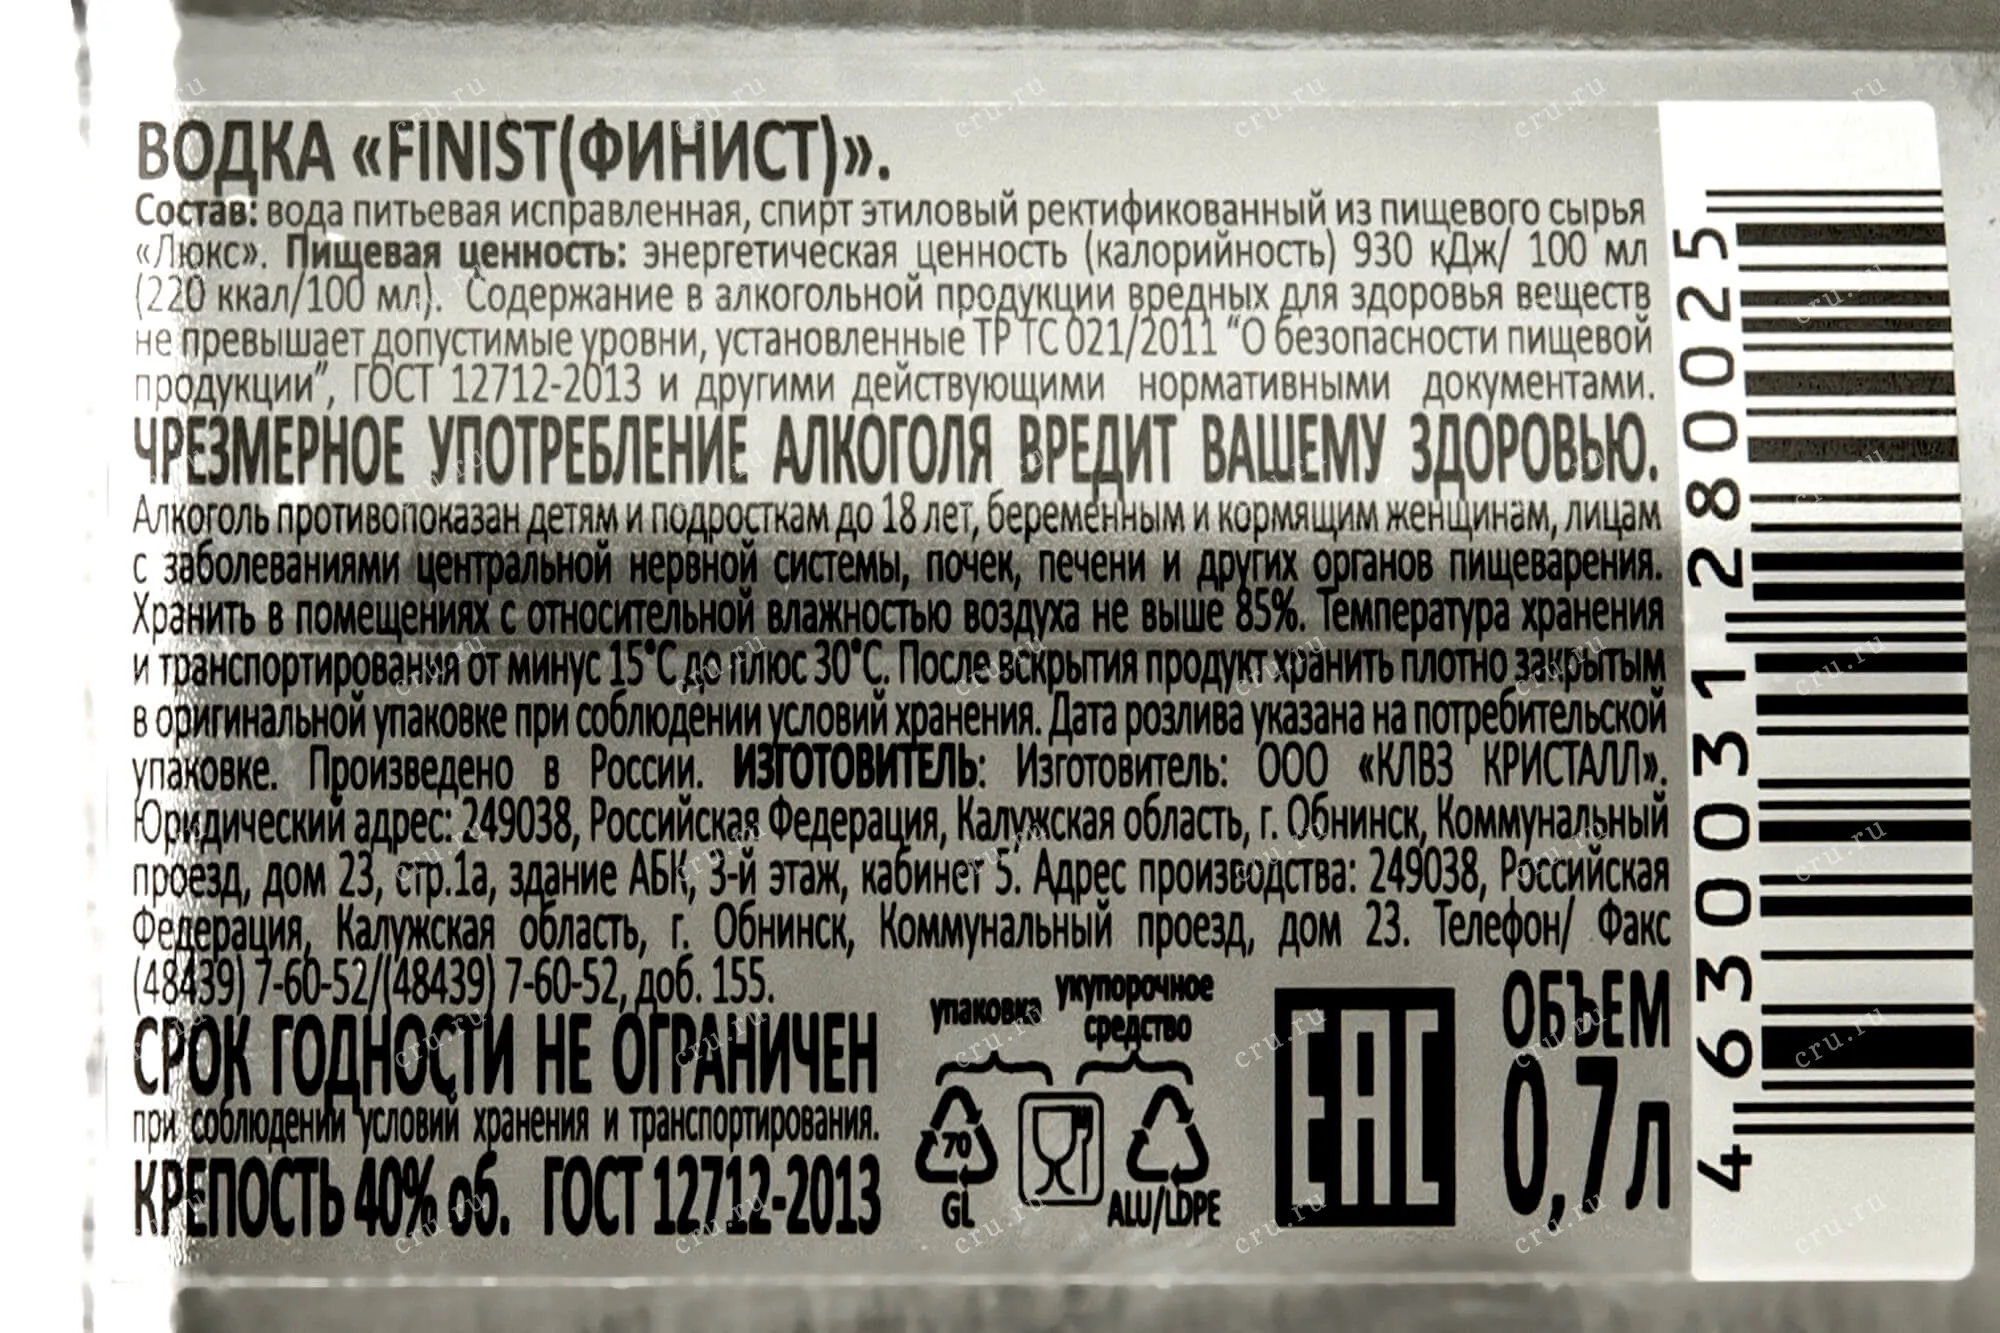 ВОДКА «FINIST(ФИНИСТ)».
Состав: вода питьевая исправленная, спирт этиловый ректификованный из пищевого сырья
«Люкс». Пищевая ценность: энергетическая ценность (калорийность) 930 кДж/ 100 мл
(220 ккал/100 мл). Содержание в алкогольной продукции вредных для здоровья веществ
не превышает допустимые уровни, установленные ТР ТС 021/2011 "О безопасности пищевой
продукции", ГОСТ 12712-2013 и другими действующими нормативными документами.
ЧРЕЗМЕРНОЕ УПОТРЕБЛЕНИЕ АЛКОГОЛЯ ВРЕДИТ ВАШЕМУ ЗДОРОВЬЮ.
Алкоголь противопоказан детям и подросткам до 18 лет, беременным и кормящим женщинам, лицам
с заболеваниями центральной нервной системы, почек, печени и других органов пищеварения.
Хранить в помещениях с относительной влажностью воздуха не выше 85%. Температура хранения
и транспортирования от минус 15°С до плюс 30°С. После вскрытия продукт хранить плотно закрытым
в оригинальной упаковке при соблюдении условий хранения. Дата розлива указана на потребительской
упаковке. Произведено в России. ИЗГОТОВИТЕЛЬ: Изготовитель: ООО «КЛВЗ КРИСТАЛЛ».
Юридический адрес: 249038, Российская Федерация, Калужская область, г. Обнинск, Коммунальный
проезд, дом 23, стр.1а, здание АБК, 3-й этаж, кабинет 5. Адрес производства: 249038, Российская
Федерация, Калужская область, г. Обнинск, Коммунальный проезд, дом 23. Телефон/ Факс
(48439) 7-60-52/(48439) 7-60-52, доб. 155.
СРОК ГОДНОСТИ НЕ ОГРАНИЧЕН
при соблюдении условий хранения и транспортирования.
КРЕПОСТЬ 40% об. ГОСТ 12712-2013
упаковка
укупорочное
средство
70
GL
ALU/LDPE
EAC
ОБЪЕМ
0,7л
4 630031 280025
cru.ru